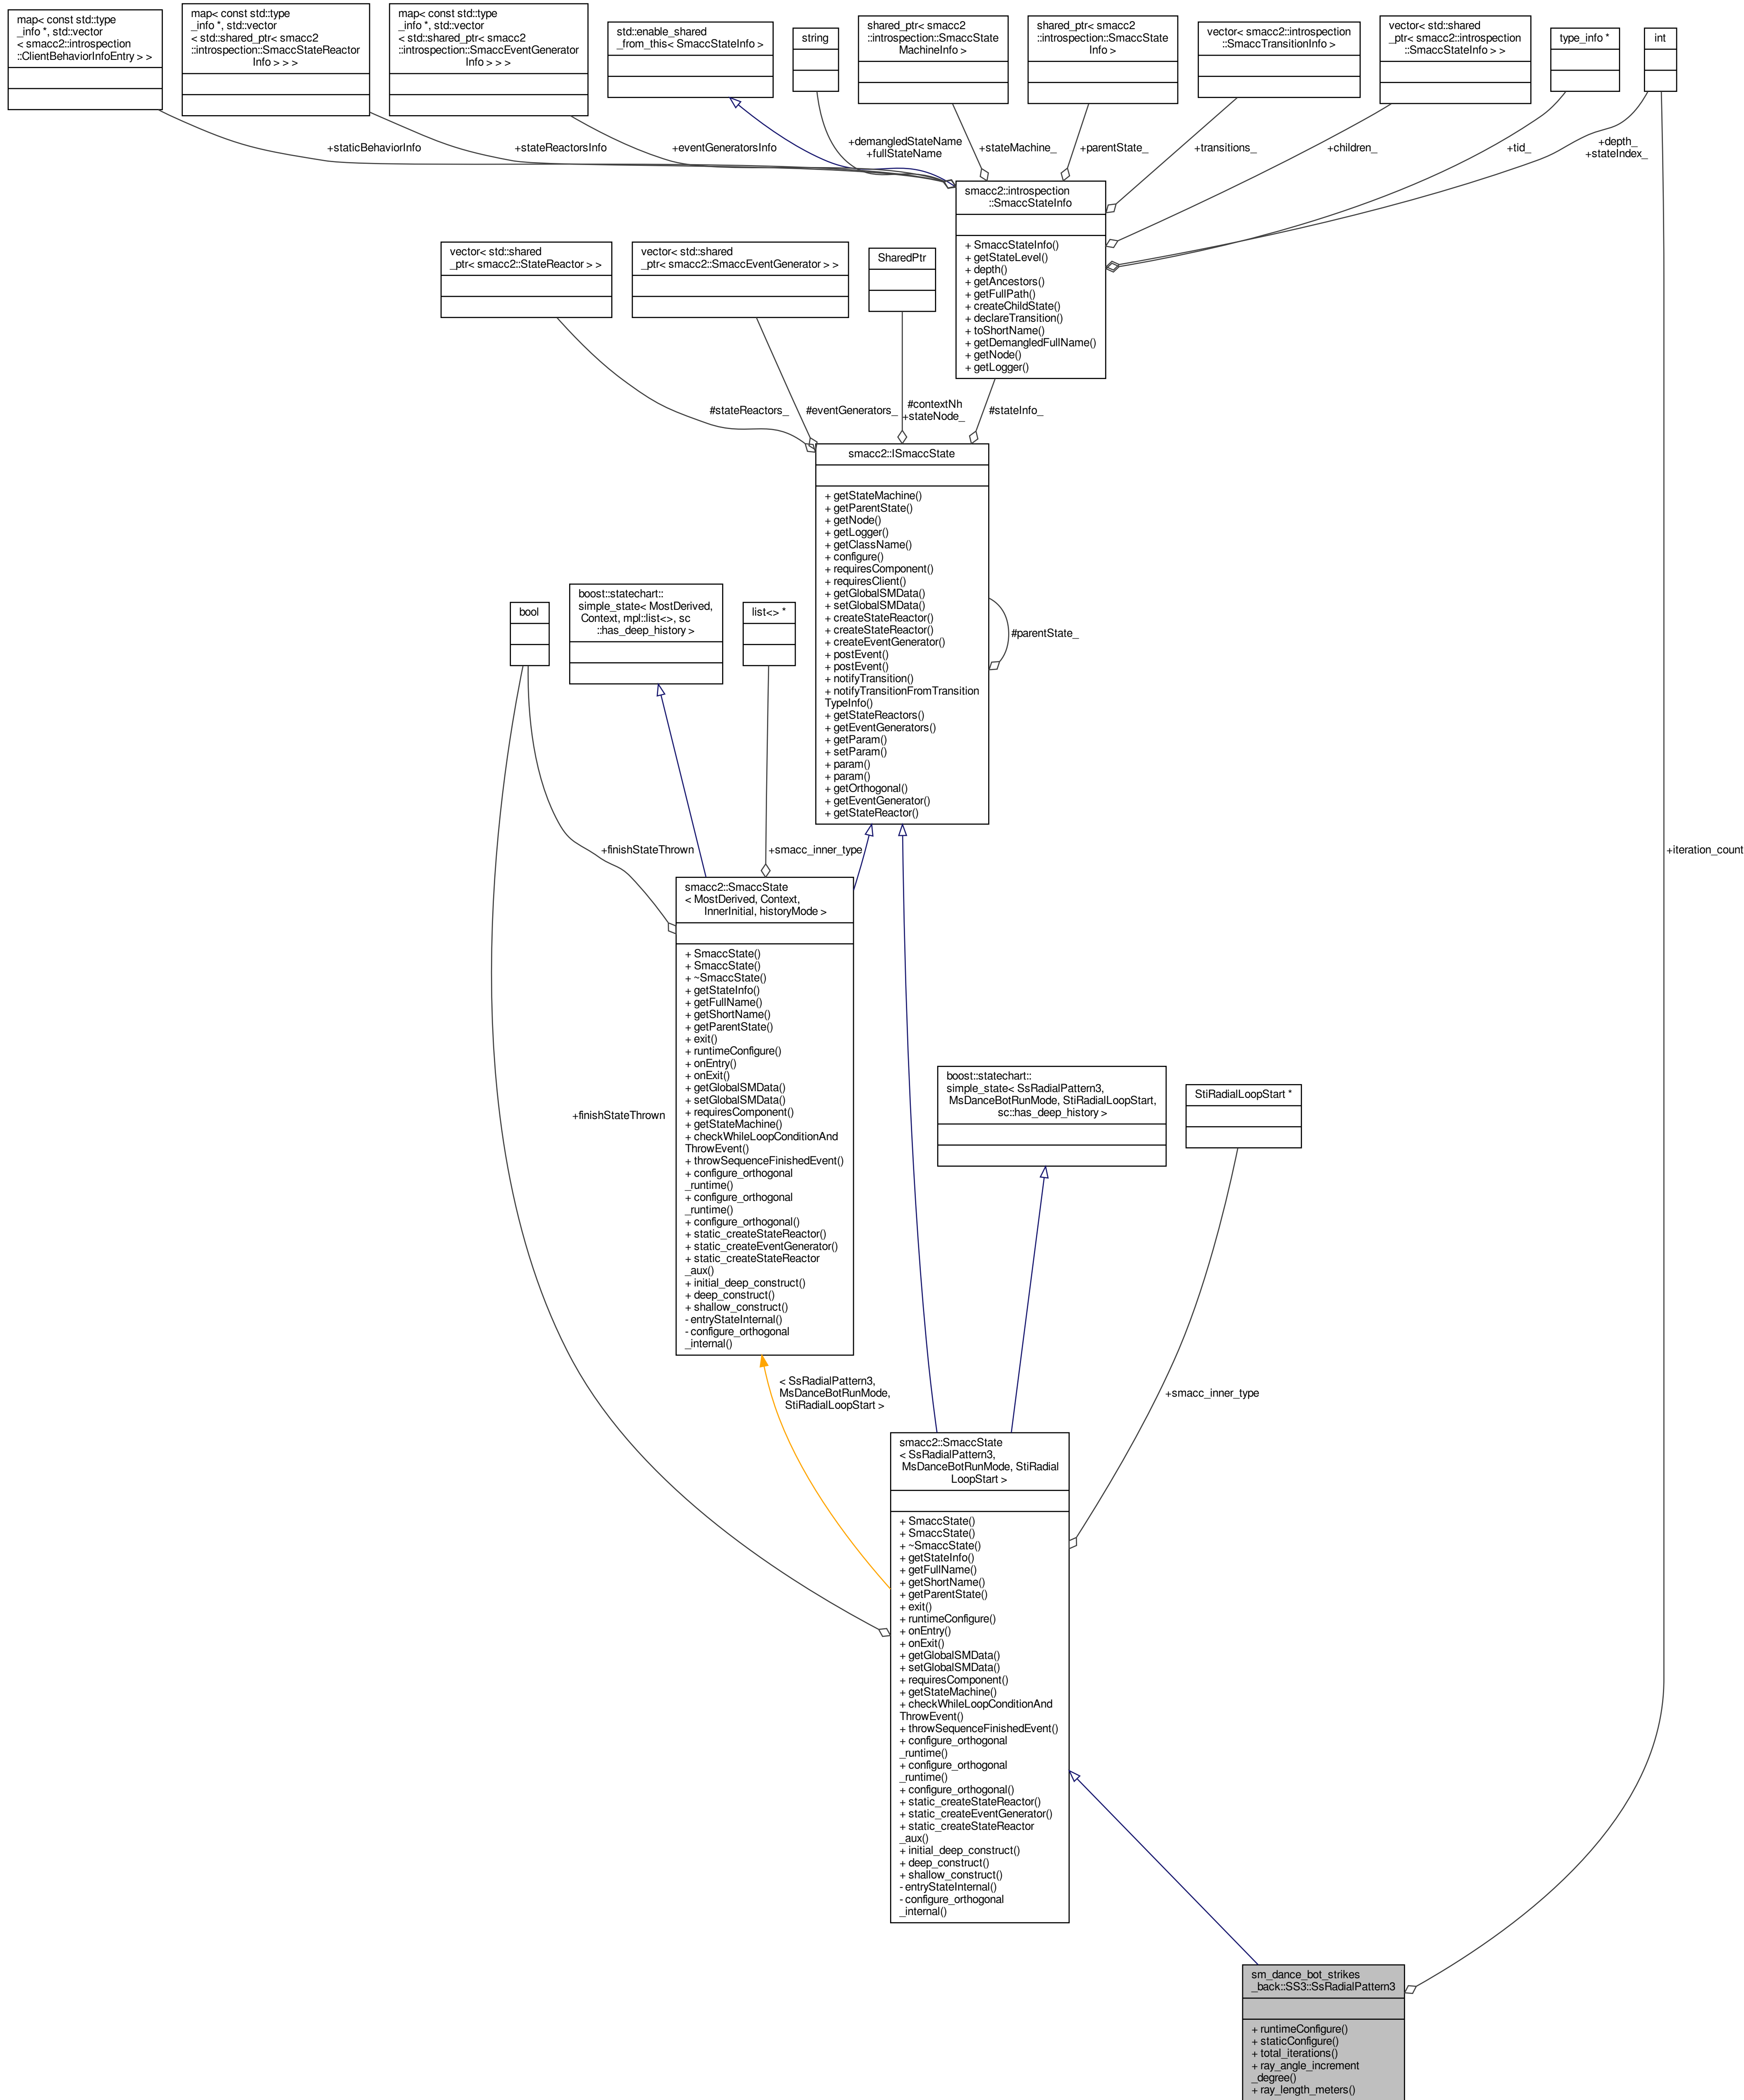 map< const std::type
_info *, std::vector
< smacc2::introspection
::ClientBehaviorInfoEntry > >
map< const std::type
_info *, std::vector
< std::shared_ptr< smacc2
::introspection::SmaccStateReactor
Info > > >
map< const std::type
_info *, std::vector
< std::shared_ptr< smacc2
::introspection::SmaccEventGenerator
Info > > >
std::enable_shared
_from_this< SmaccStateInfo >
string
shared_ptr< smacc2
::introspection::SmaccState
MachineInfo >
shared_ptr< smacc2
::introspection::SmaccState
Info >
vector< smacc2::introspection
::SmaccTransitionInfo >
vector< std::shared
_ptr< smacc2::introspection
::SmaccStateInfo > >
type_info *
int
+staticBehaviorInfo
+stateReactorsInfo
+eventGeneratorsInfo
+demangledStateName
+fullStateName
+stateMachine_
+parentState_
+transitions_
+children_
+tid_
+depth_
+stateIndex_
smacc2::introspection
::SmaccStateInfo
+ SmaccStateInfo()
+ getStateLevel()
+ depth()
+ getAncestors()
+ getFullPath()
+ createChildState()
+ declareTransition()
+ toShortName()
+ getDemangledFullName()
+ getNode()
+ getLogger()
vector< std::shared
_ptr< smacc2::StateReactor > >
vector< std::shared
_ptr< smacc2::SmaccEventGenerator > >
SharedPtr
#stateReactors_
#eventGenerators_
#contextNh
+stateNode_
#stateInfo_
smacc2::ISmaccState
+ getStateMachine()
+ getParentState()
+ getNode()
+ getLogger()
+ getClassName()
+ configure()
+ requiresComponent()
+ requiresClient()
+ getGlobalSMData()
+ setGlobalSMData()
+ createStateReactor()
+ createStateReactor()
+ createEventGenerator()
+ postEvent()
+ postEvent()
+ notifyTransition()
+ notifyTransitionFromTransition
TypeInfo()
+ getStateReactors()
+ getEventGenerators()
+ getParam()
+ setParam()
+ param()
+ param()
+ getOrthogonal()
+ getEventGenerator()
+ getStateReactor()
#parentState_
bool
boost::statechart::
simple_state< MostDerived,
Context, mpl::list<>, sc
::has_deep_history >
list<> *
+finishStateThrown
+smacc_inner_type
+iteration_count
smacc2::SmaccState
< MostDerived, Context,
InnerInitial, historyMode >
+ SmaccState()
+ SmaccState()
+ ~SmaccState()
+ getStateInfo()
+ getFullName()
+ getShortName()
+ getParentState()
+ exit()
+ runtimeConfigure()
+ onEntry()
+ onExit()
+ getGlobalSMData()
+ setGlobalSMData()
+ requiresComponent()
+ getStateMachine()
+ checkWhileLoopConditionAnd
ThrowEvent()
+ throwSequenceFinishedEvent()
+ configure_orthogonal
_runtime()
+ configure_orthogonal
_runtime()
+ configure_orthogonal()
+ static_createStateReactor()
+ static_createEventGenerator()
+ static_createStateReactor
_aux()
+ initial_deep_construct()
+ deep_construct()
+ shallow_construct()
- entryStateInternal()
- configure_orthogonal
_internal()
+finishStateThrown
boost::statechart::
simple_state< SsRadialPattern3,
MsDanceBotRunMode, StiRadialLoopStart,
sc::has_deep_history >
StiRadialLoopStart *
< SsRadialPattern3,
MsDanceBotRunMode,
StiRadialLoopStart >
+smacc_inner_type
smacc2::SmaccState
< SsRadialPattern3,
MsDanceBotRunMode, StiRadial
LoopStart >
+ SmaccState()
+ SmaccState()
+ ~SmaccState()
+ getStateInfo()
+ getFullName()
+ getShortName()
+ getParentState()
+ exit()
+ runtimeConfigure()
+ onEntry()
+ onExit()
+ getGlobalSMData()
+ setGlobalSMData()
+ requiresComponent()
+ getStateMachine()
+ checkWhileLoopConditionAnd
ThrowEvent()
+ throwSequenceFinishedEvent()
+ configure_orthogonal
_runtime()
+ configure_orthogonal
_runtime()
+ configure_orthogonal()
+ static_createStateReactor()
+ static_createEventGenerator()
+ static_createStateReactor
_aux()
+ initial_deep_construct()
+ deep_construct()
+ shallow_construct()
- entryStateInternal()
- configure_orthogonal
_internal()
sm_dance_bot_strikes
_back::SS3::SsRadialPattern3
+ runtimeConfigure()
+ staticConfigure()
+ total_iterations()
+ ray_angle_increment
_degree()
+ ray_length_meters()